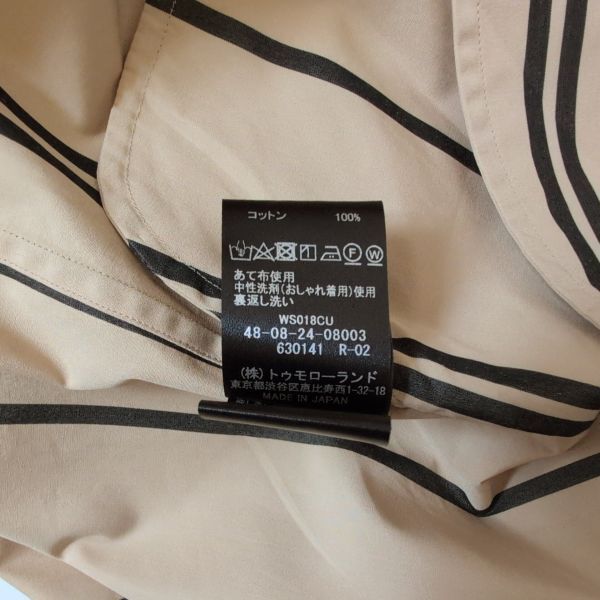 コットン 100%
F W
あて布使用
中性洗剤(おしゃれ着用)使用
裏返し洗い
WS018CU
48-08-24-08003
630141 R-02
(株)トゥモローランド
東京都渋谷区恵比寿西1-32-18
MADE IN JAPAN